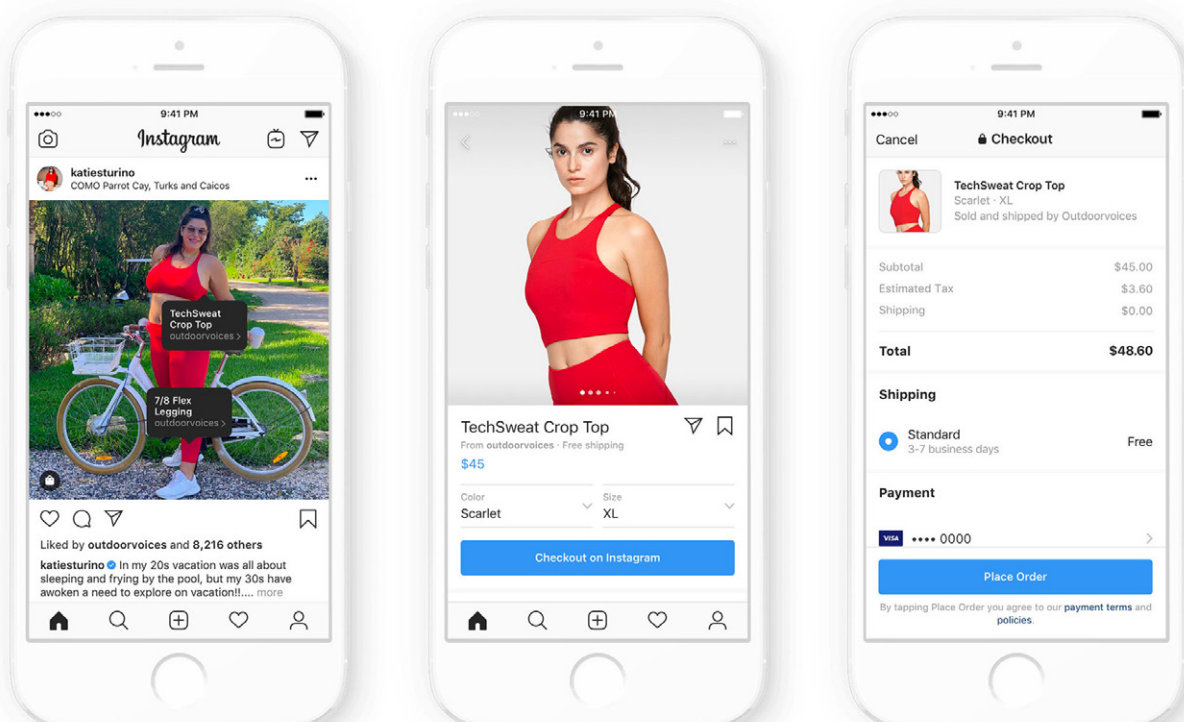 9:41 PM
Instagram
katiesturino
COMO Parrot Cay, Turks and Caicos
TechSweat
Crop Top
outdoorvoices >
7/8 Flex
Legging
outdoorvoices >
Liked by outdoorvoices and 8,216 others
katiesturino In my 20s vacation was all about
sleeping and frying by the pool, but my 30s have
awoken a need to explore on vacation!!.... more
9:41 PM
TechSweat Crop Top
From outdoorvoices · Free shipping
$45
Color
Scarlet
Size
XL
Checkout on Instagram
9:41 PM
Cancel
Checkout
TechSweat Crop Top
Scarlet · XL
Sold and shipped by Outdoorvoices
Subtotal $45.00
Estimated Tax $3.60
Shipping $0.00
Total $48.60
Shipping
Standard
3-7 business days
Free
Payment
VISA •••• 0000
Place Order
By tapping Place Order you agree to our payment terms and
policies.